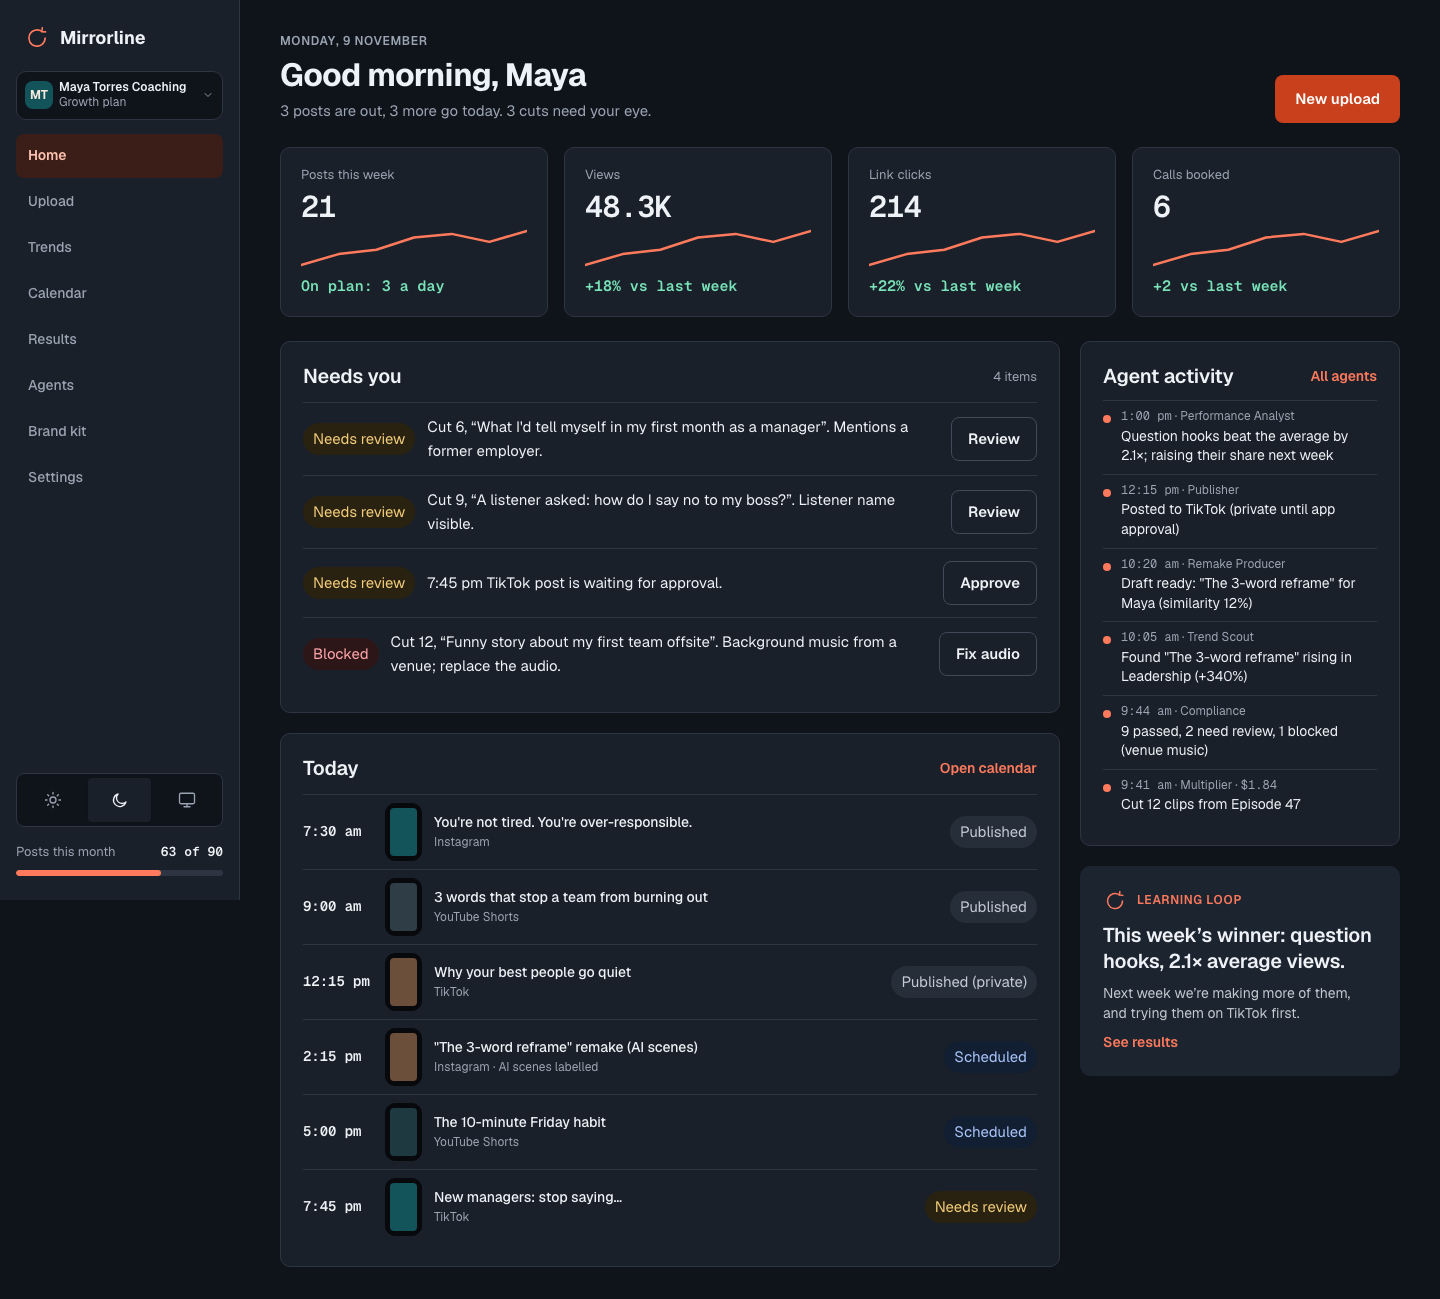 Mirrorline
MT
Maya Torres Coaching
Growth plan
Home
Upload
Trends
Calendar
Results
Agents
Brand kit
Settings
Posts this month
63 of 90
MONDAY, 9 NOVEMBER
Good morning, Maya
3 posts are out, 3 more go today. 3 cuts need your eye.
New upload
Posts this week
21
On plan: 3 a day
Views
48.3K
+18% vs last week
Link clicks
214
+22% vs last week
Calls booked
6
+2 vs last week
Needs you
4 items
Needs review
Cut 6, “What I'd tell myself in my first month as a manager”. Mentions a
former employer.
Review
Needs review
Cut 9, “A listener asked: how do I say no to my boss?”. Listener name
visible.
Review
Needs review
7:45 pm TikTok post is waiting for approval.
Approve
Blocked
Cut 12, “Funny story about my first team offsite”. Background music from a
venue; replace the audio.
Fix audio
Today
Open calendar
7:30 am
You're not tired. You're over-responsible.
Instagram
Published
9:00 am
3 words that stop a team from burning out
YouTube Shorts
Published
12:15 pm
Why your best people go quiet
TikTok
Published (private)
2:15 pm
"The 3-word reframe" remake (AI scenes)
Instagram · AI scenes labelled
Scheduled
5:00 pm
The 10-minute Friday habit
YouTube Shorts
Scheduled
7:45 pm
New managers: stop saying…
TikTok
Needs review
Agent activity
All agents
1:00 pm · Performance Analyst
Question hooks beat the average by
2.1×; raising their share next week
12:15 pm · Publisher
Posted to TikTok (private until app
approval)
10:20 am · Remake Producer
Draft ready: "The 3-word reframe" for
Maya (similarity 12%)
10:05 am · Trend Scout
Found "The 3-word reframe" rising in
Leadership (+340%)
9:44 am · Compliance
9 passed, 2 need review, 1 blocked
(venue music)
9:41 am · Multiplier · $1.84
Cut 12 clips from Episode 47
LEARNING LOOP
This week’s winner: question
hooks, 2.1× average views.
Next week we’re making more of them,
and trying them on TikTok first.
See results